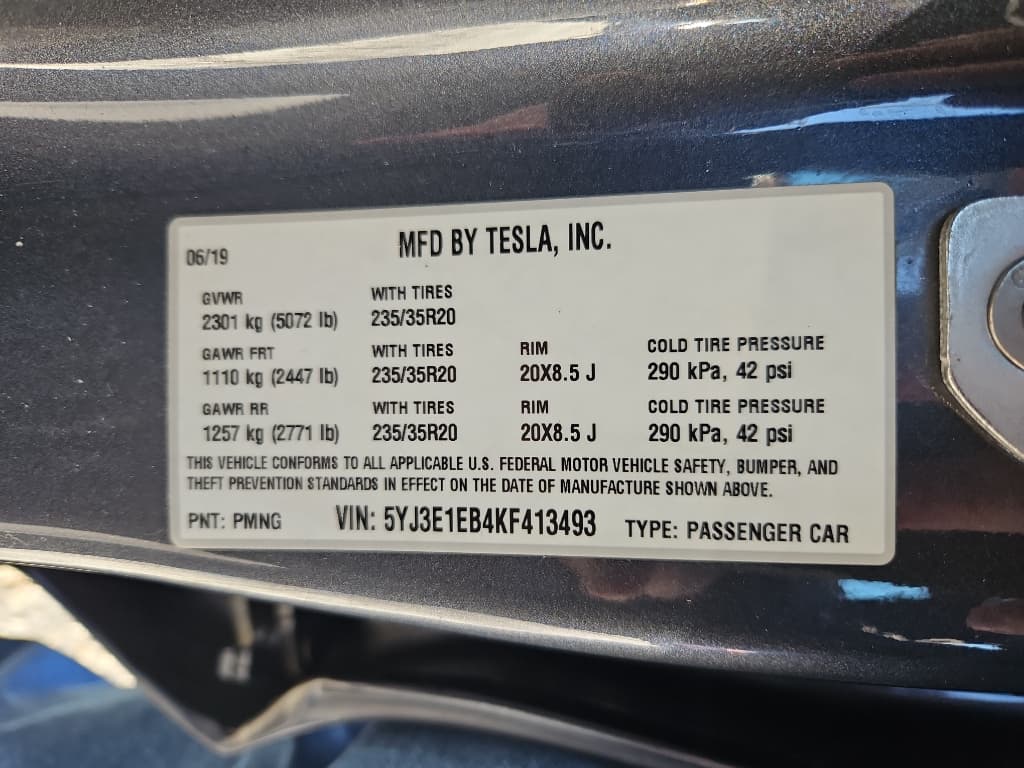 06/19 MFD BY TESLA, INC.
GVWR WITH TIRES
2301 kg (5072 lb) 235/35R20
GAWR FRT WITH TIRES RIM COLD TIRE PRESSURE
1110 kg (2447 lb) 235/35R20 20X8.5 J 290 kPa, 42 psi
GAWR RR WITH TIRES RIM COLD TIRE PRESSURE
1257 kg (2771 lb) 235/35R20 20X8.5 J 290 kPa, 42 psi
THIS VEHICLE CONFORMS TO ALL APPLICABLE U.S. FEDERAL MOTOR VEHICLE SAFETY, BUMPER, AND
THEFT PREVENTION STANDARDS IN EFFECT ON THE DATE OF MANUFACTURE SHOWN ABOVE.
PNT: PMNG VIN: 5YJ3E1EB4KF413493 TYPE: PASSENGER CAR